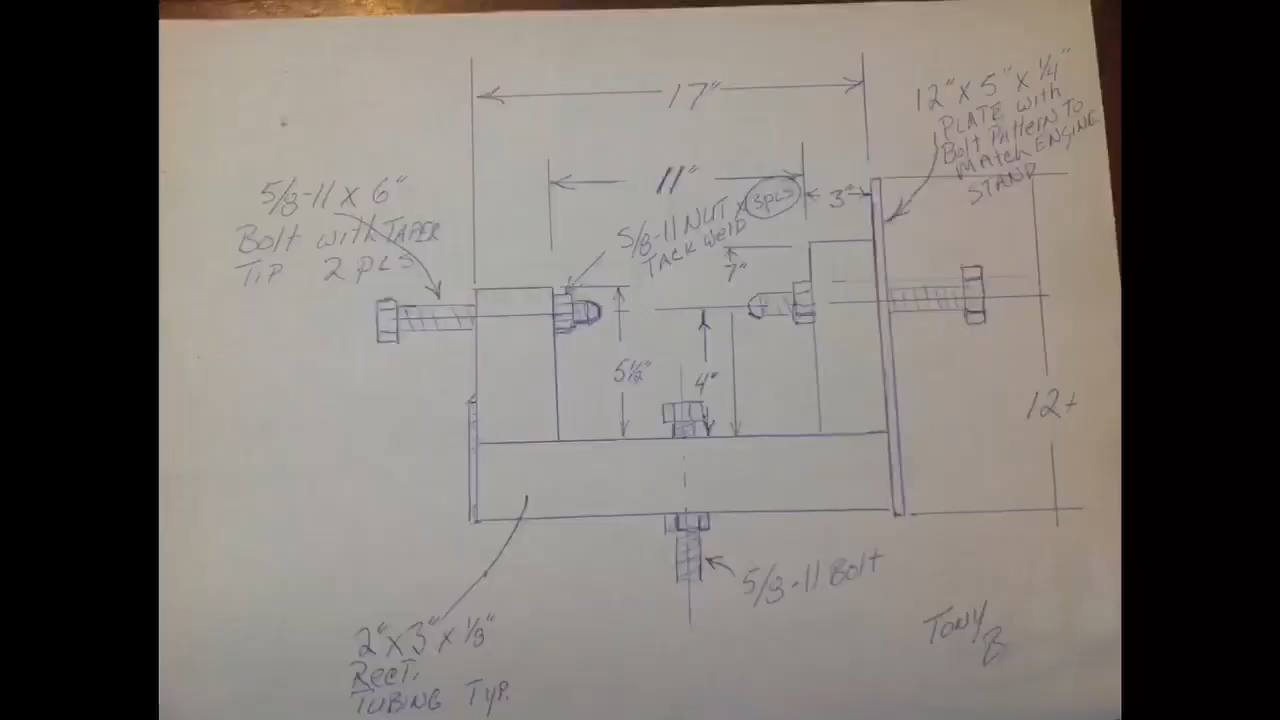 17"
12" x 5" x 1/4"
PLATE with
Bolt Pattern To
Match ENGINE
STAND
11"
3"
5/8-11 x 6"
Bolt with TAPER
TIP 2 pcs
5/8-11 NUT x 3pcs
TACK WELD
7"
5 1/2"
4"
12+
5/8-11 Bolt
2" x 3" x 1/8"
RECT.
TUBING TYP.
TONY
B